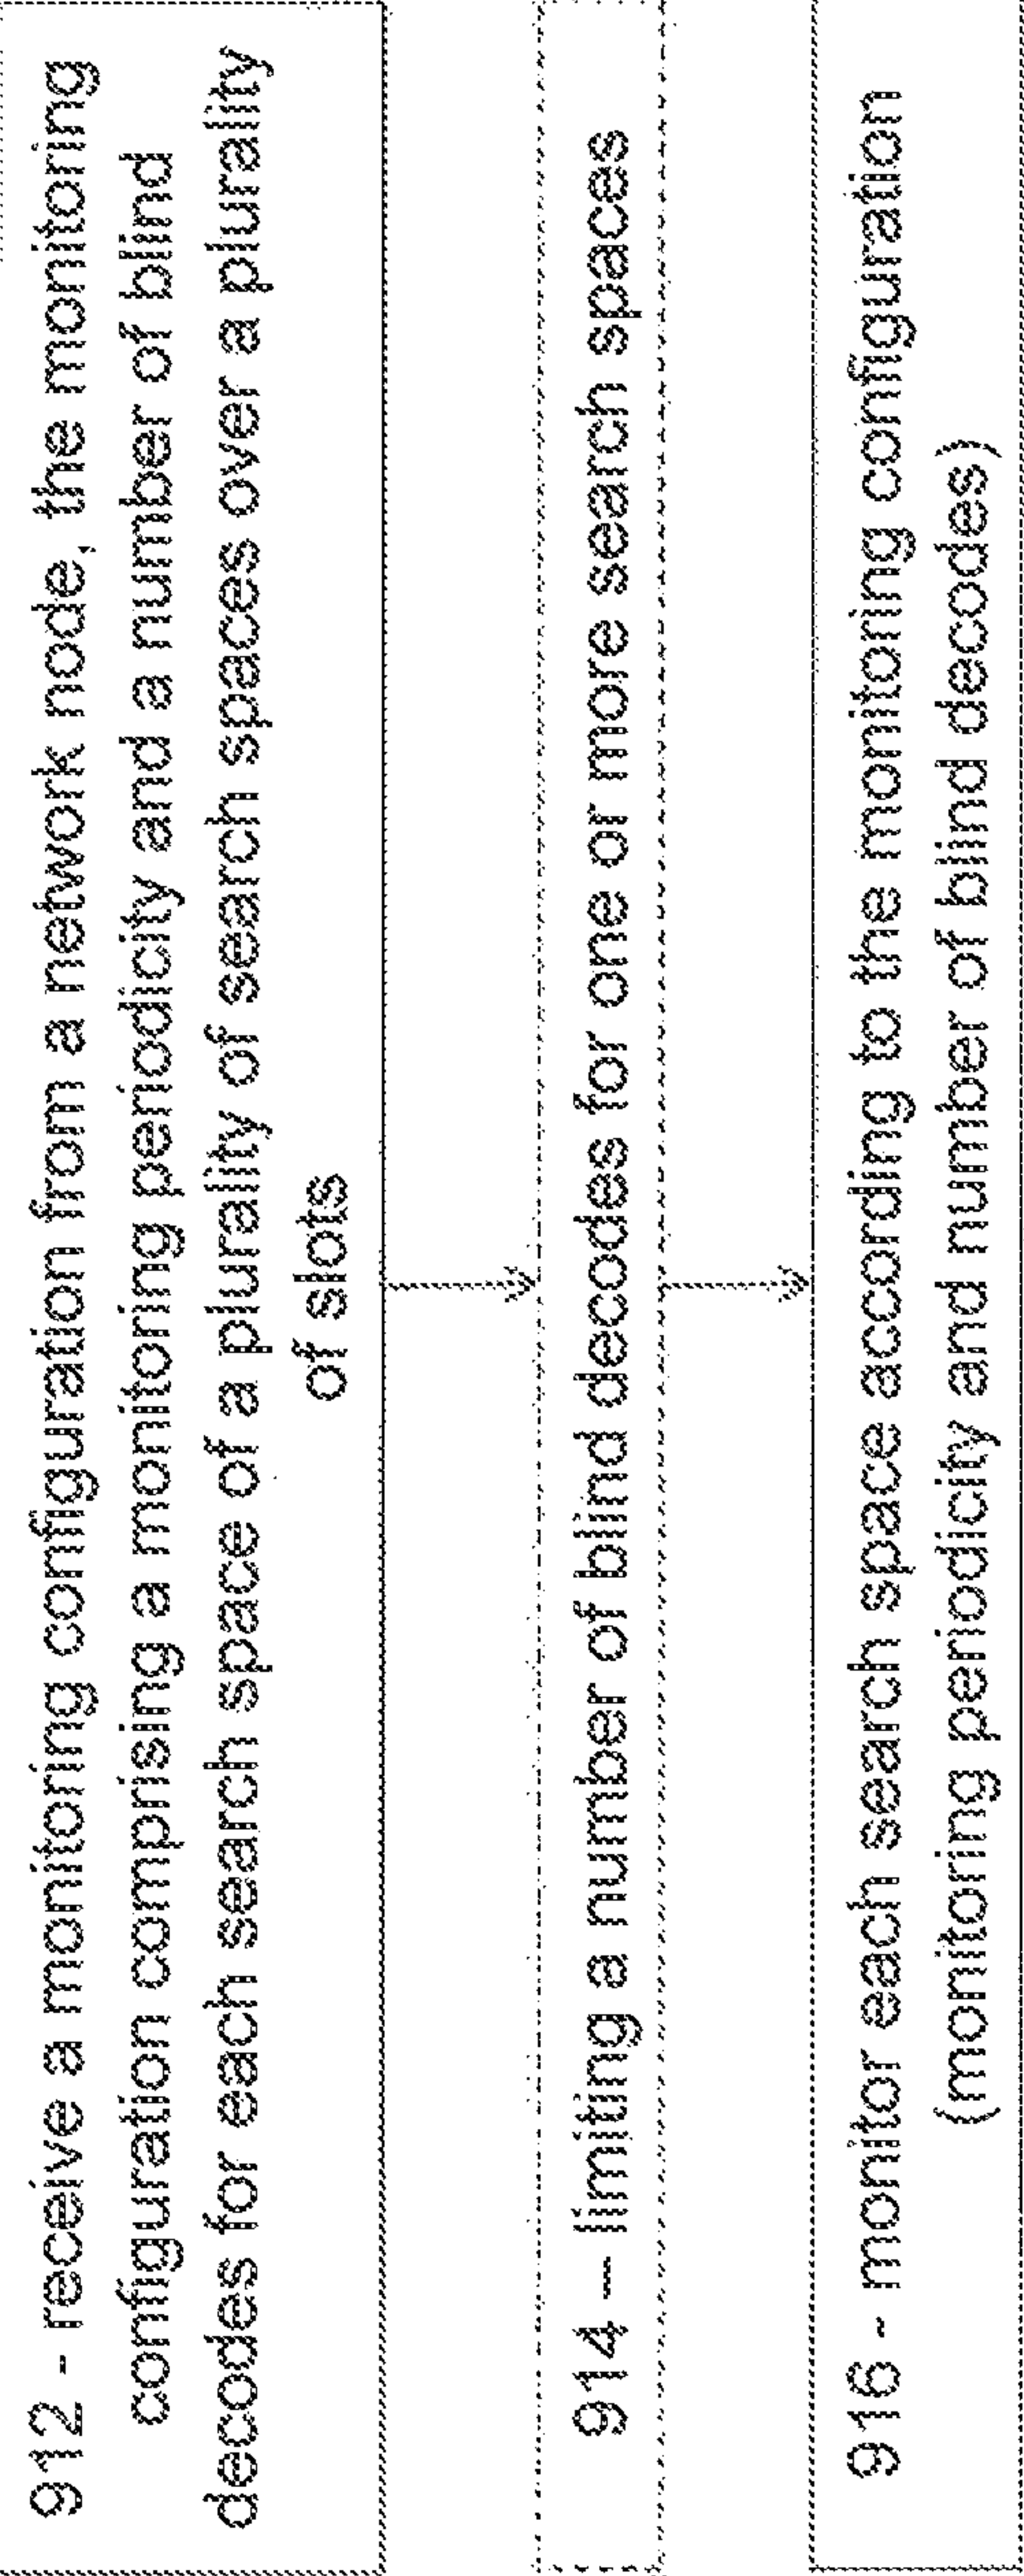 912 - receive a monitoring configuration from a network node, the monitoring
configuration comprising a monitoring periodicity and a number of blind
decodes for each search space of a plurality of search spaces over a plurality
of slots
914 – limiting a number of blind decodes for one or more search spaces
916 - monitor each search space according to the monitoring configuration
(monitoring periodicity and number of blind decodes)